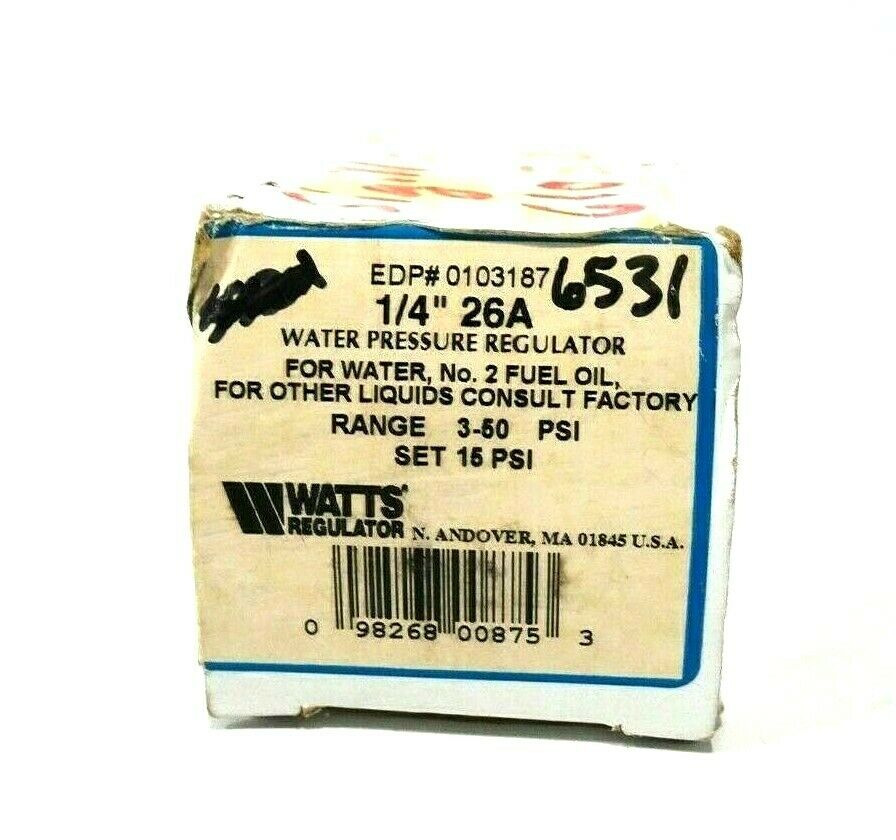 EDP# 0103187 6531
1/4" 26A
WATER PRESSURE REGULATOR
FOR WATER, No. 2 FUEL OIL,
FOR OTHER LIQUIDS CONSULT FACTORY
RANGE 3-50 PSI
SET 15 PSI
WATTS®
REGULATOR N. ANDOVER, MA 01845 U.S.A.
0 98268 00875 3